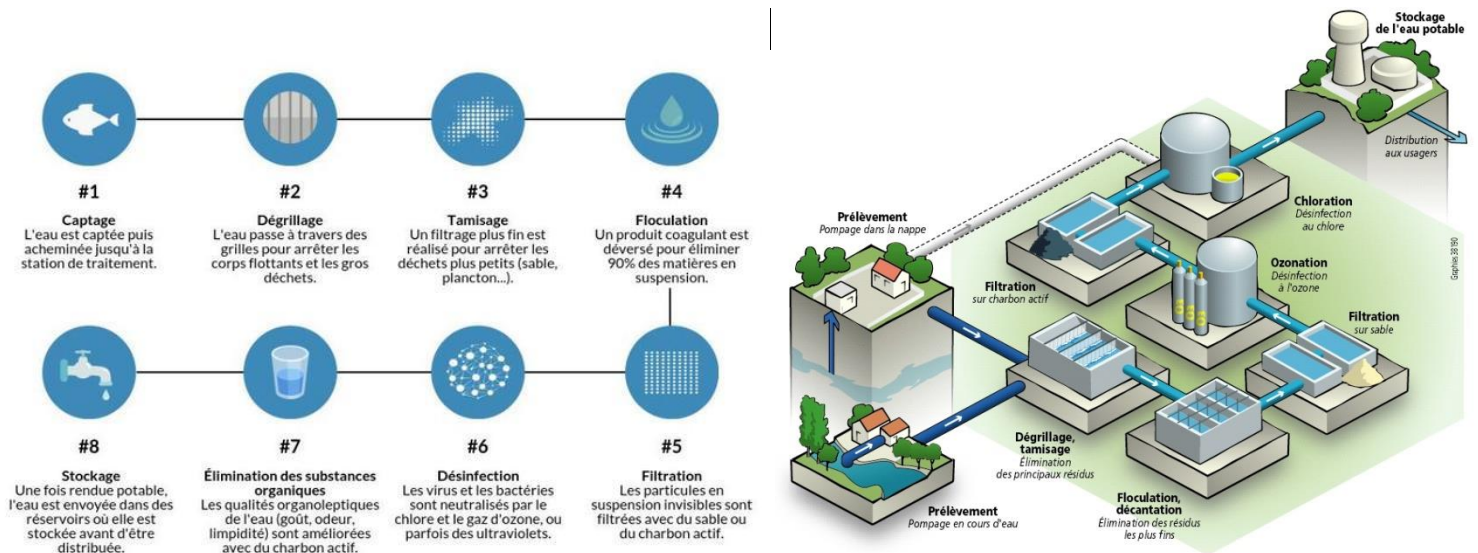 #1
Captage
L'eau est captée puis
acheminée jusqu'à la
station de traitement.
#2
Dégrillage
L'eau passe à travers des
grilles pour arrêter les
corps flottants et les gros
déchets.
#3
Tamisage
Un filtrage plus fin est
réalisé pour arrêter les
déchets plus petits (sable,
plancton...).
#4
Floculation
Un produit coagulant est
déversé pour éliminer
90% des matières en
suspension.
#8
Stockage
Une fois rendue potable,
l'eau est envoyée dans des
réservoirs où elle est
stockée avant d'être
distribuée.
#7
Élimination des substances
organiques
Les qualités organoleptiques
de l'eau (goût, odeur,
limpidité) sont améliorées
avec du charbon actif.
#6
Désinfection
Les virus et les bactéries
sont neutralisés par le
chlore et le gaz d'ozone, ou
parfois des ultraviolets.
#5
Filtration
Les particules en
suspension invisibles sont
filtrées avec du sable ou
du charbon actif.
Stockage
de l'eau potable
Distribution
aux usagers
Chloration
Désinfection
au chlore
Prélèvement
Pompage dans la nappe
Ozonation
Désinfection
à l'ozone
Filtration
sur charbon actif
Filtration
sur sable
Dégrillage,
tamisage
Élimination
des principaux résidus
Floculation,
décantation
Élimination des résidus
les plus fins
Prélèvement
Pompage en cours d'eau